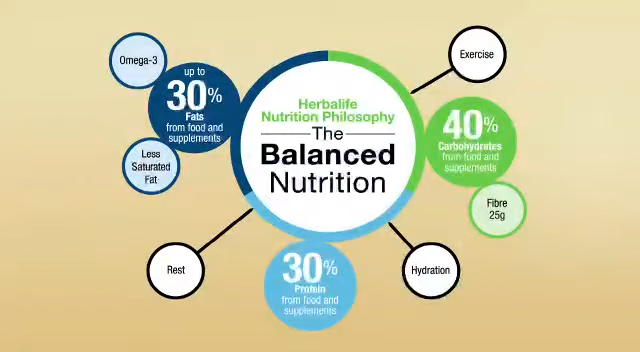 Herbalife
Nutrition Philosophy
The
Balanced
Nutrition
Omega-3
up to
30%
Fats
from food and
supplements
Less
Saturated
Fat
Exercise
40%
Carbohydrates
from food and
supplements
Fibre
25g
Rest
30%
Protein
from food and
supplements
Hydration